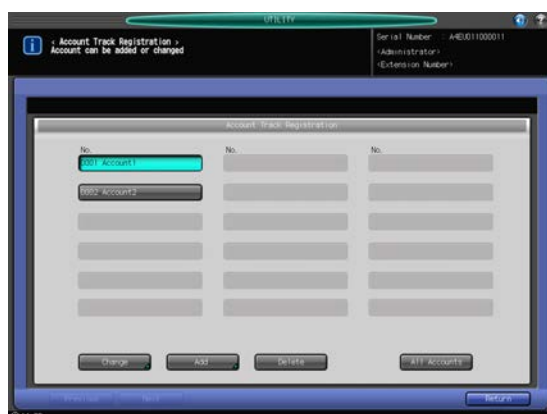 UTILITY
< Account Track Registration >
Account can be added or changed
Serial Number : A4EU011000011
<Administrator>
<Extension Number>
Account Track Registration
No. No. No.
0001 Account1
0002 Account2
Change Add Delete All Accounts
Previous Next Return